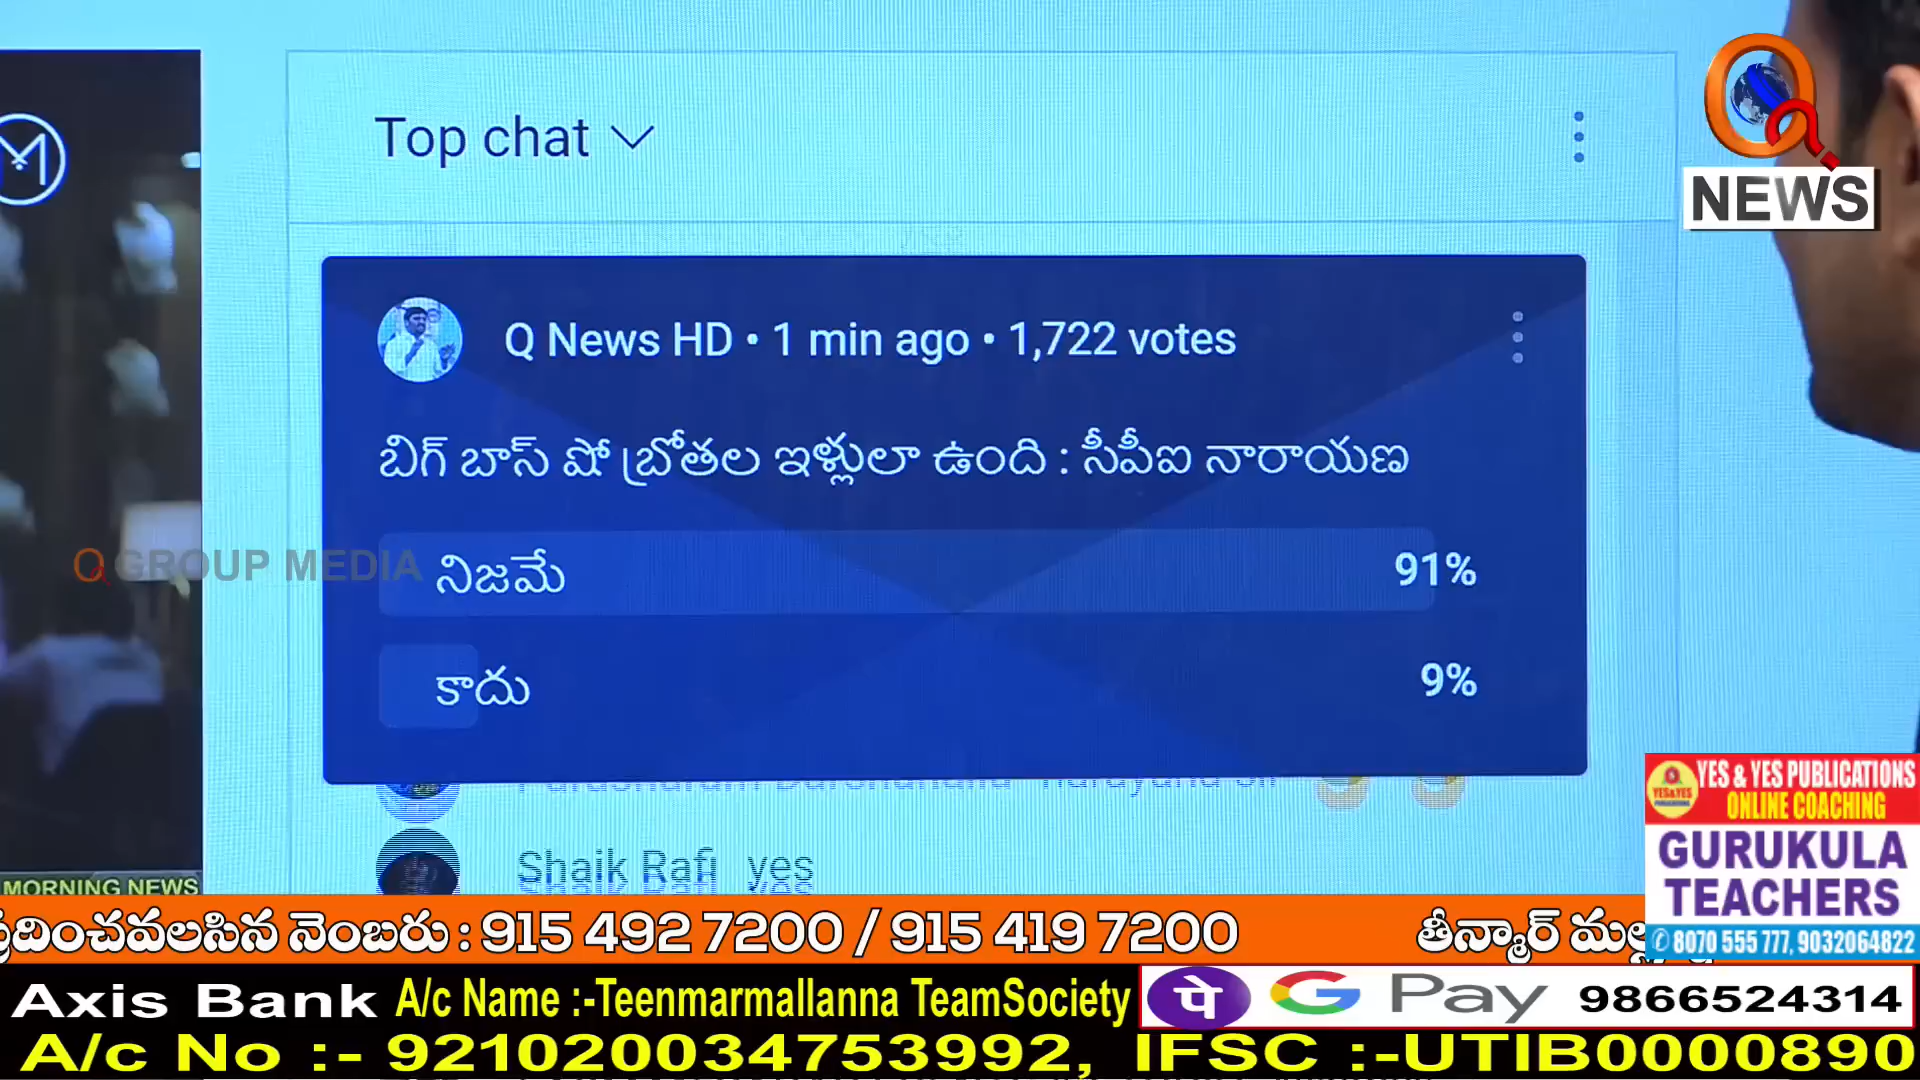 Top chat
NEWS
Q News HD • 1 min ago • 1,722 votes
బిగ్ బాస్ షో బ్రోతల ఇళ్లులా ఉంది : సీపీఐ నారాయణ
GROUP MEDIA
నిజమే 91%
కాదు 9%
Shaik Rafi yes
MORNING NEWS
YES & YES PUBLICATIONS
ONLINE COACHING
GURUKULA
TEACHERS
8070 555 777, 9032064822
నెంబరు : 915 492 7200 / 915 419 7200 తీన్మార్
Axis Bank A/c Name :-Teenmarmallanna TeamSociety
పే G Pay 9866524314
A/c No :- 921020034753992, IFSC :-UTIB0000890